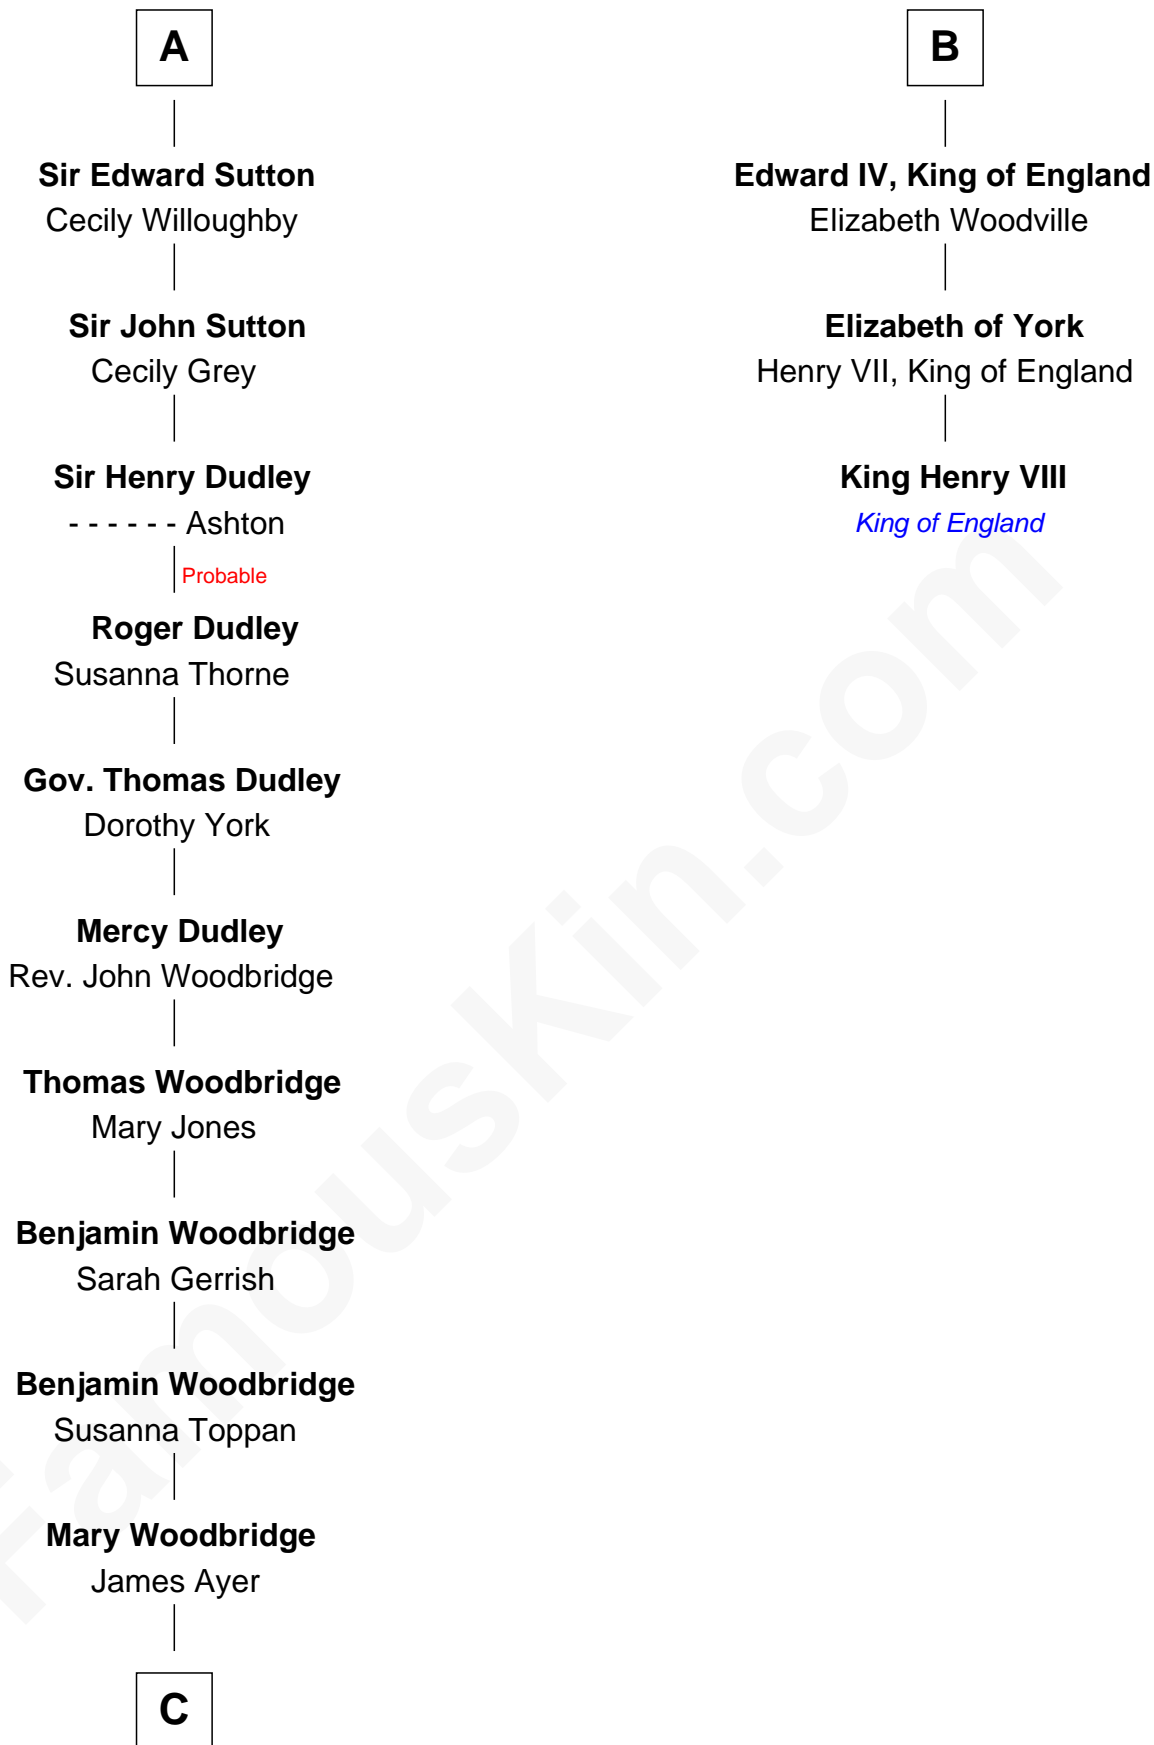 A
Sir Edward Sutton
Cecily Willoughby
Sir John Sutton
Cecily Grey
Sir Henry Dudley
- - - - - - Ashton
Probable
Roger Dudley
Susanna Thorne
Gov. Thomas Dudley
Dorothy York
Mercy Dudley
Rev. John Woodbridge
Thomas Woodbridge
Mary Jones
Benjamin Woodbridge
Sarah Gerrish
Benjamin Woodbridge
Susanna Toppan
Mary Woodbridge
James Ayer
C
B
Edward IV, King of England
Elizabeth Woodville
Elizabeth of York
Henry VII, King of England
King Henry VIII
King of England
FamousKin.com